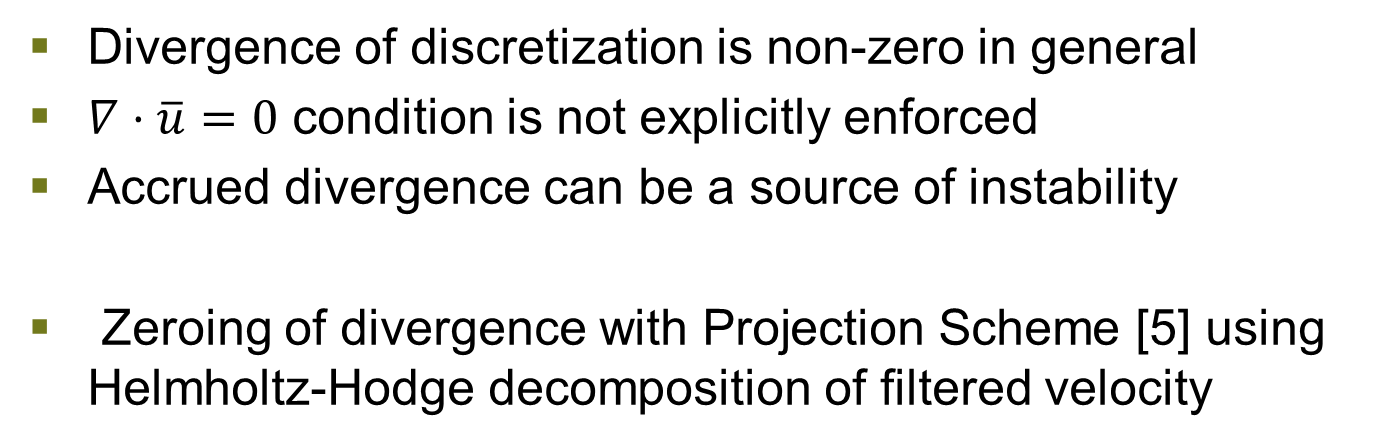 ▪ Divergence of discretization is non-zero in general
▪ ∇ · ū = 0 condition is not explicitly enforced
▪ Accrued divergence can be a source of instability
▪ Zeroing of divergence with Projection Scheme [5] using
Helmholtz-Hodge decomposition of filtered velocity